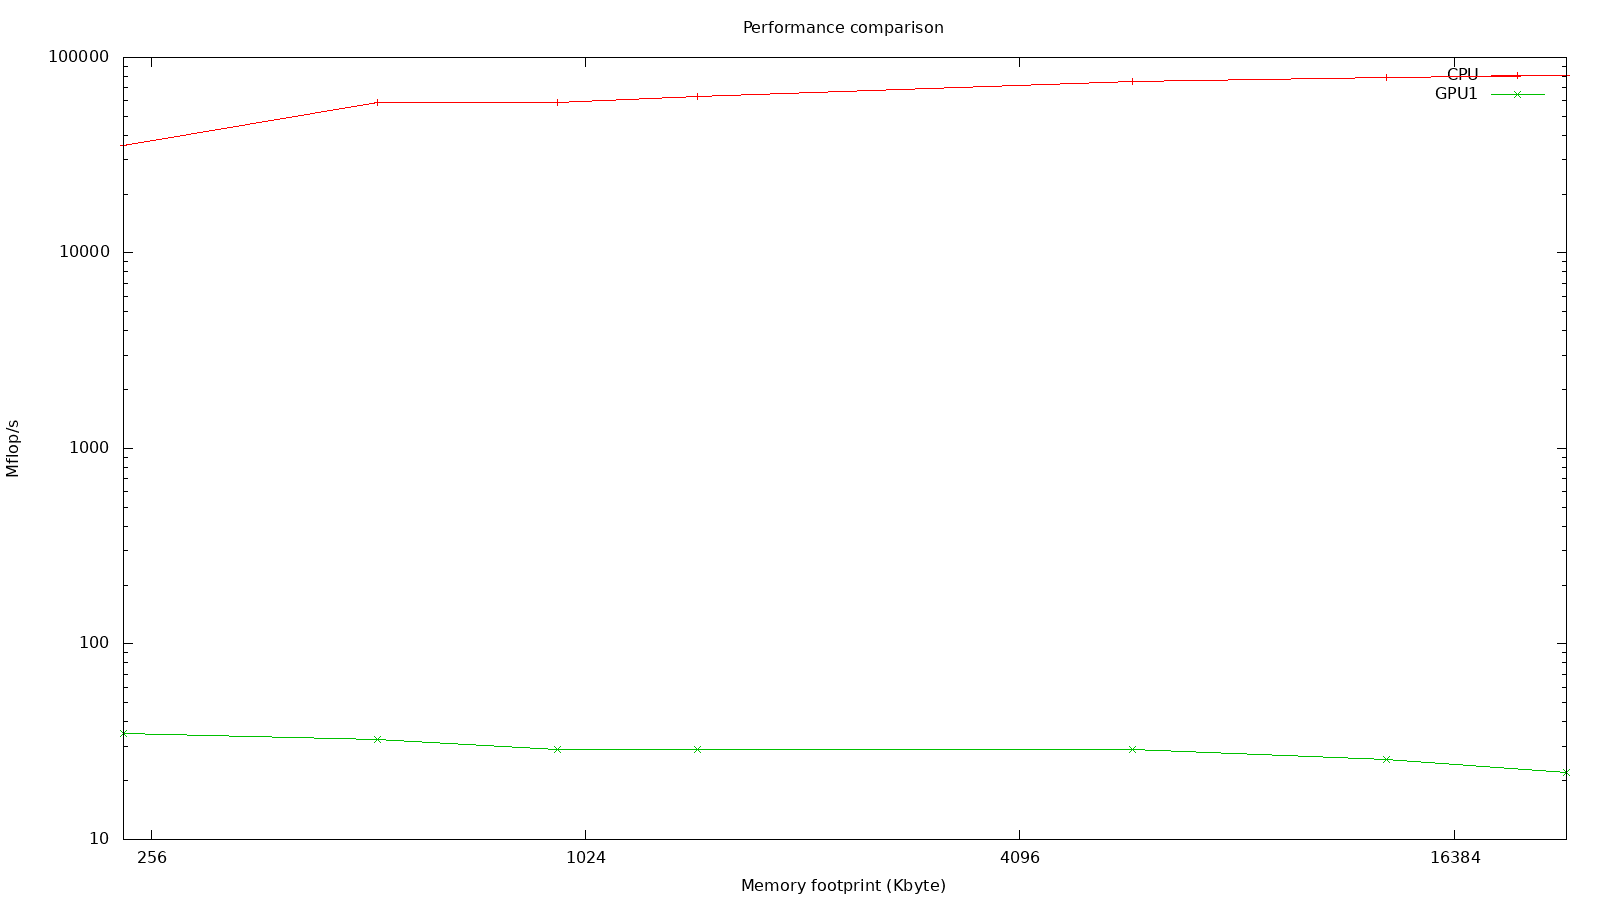 Performance comparison
100000
CPU
GPU1
10000
1000
Mflop/s
100
10
256 1024 4096 16384
Memory footprint (Kbyte)